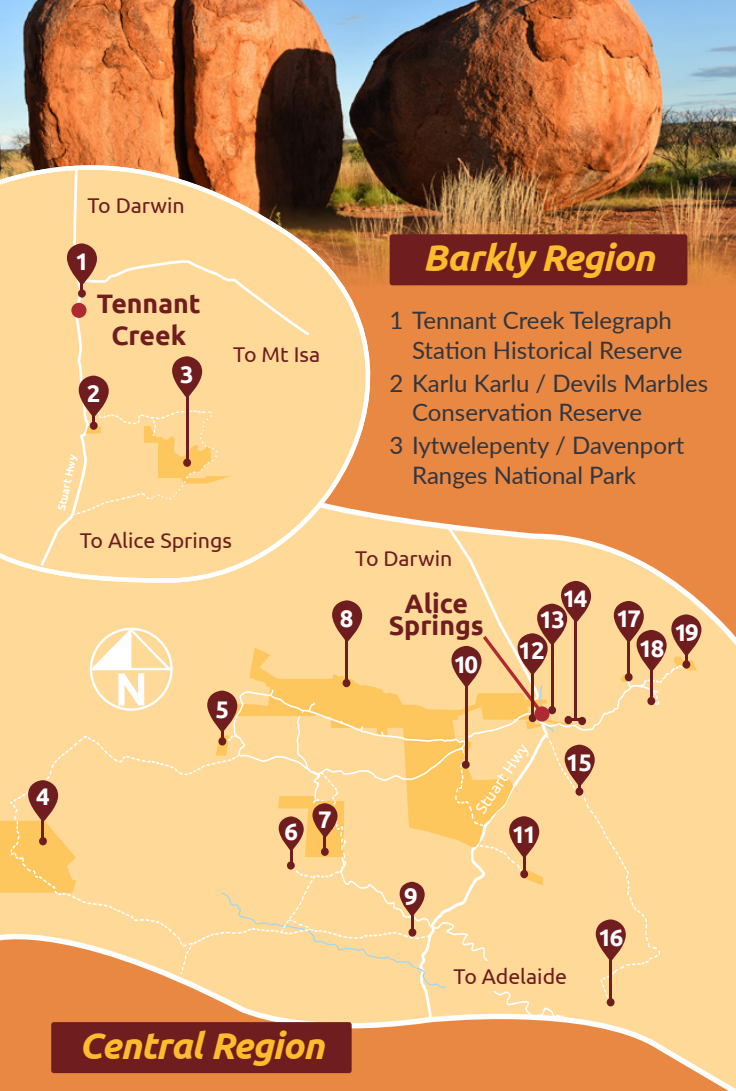 To Darwin
1
Tennant
Creek
To Mt Isa
3
2
Stuart Hwy
To Alice Springs
Barkly Region
1 Tennant Creek Telegraph
Station Historical Reserve
2 Karlu Karlu / Devils Marbles
Conservation Reserve
3 Iytwelepenty / Davenport
Ranges National Park
To Darwin
Alice
Springs
8
14
13
17
19
12
18
10
N
5
15
Stuart Hwy
4
7
6
11
9
16
To Adelaide
Central Region